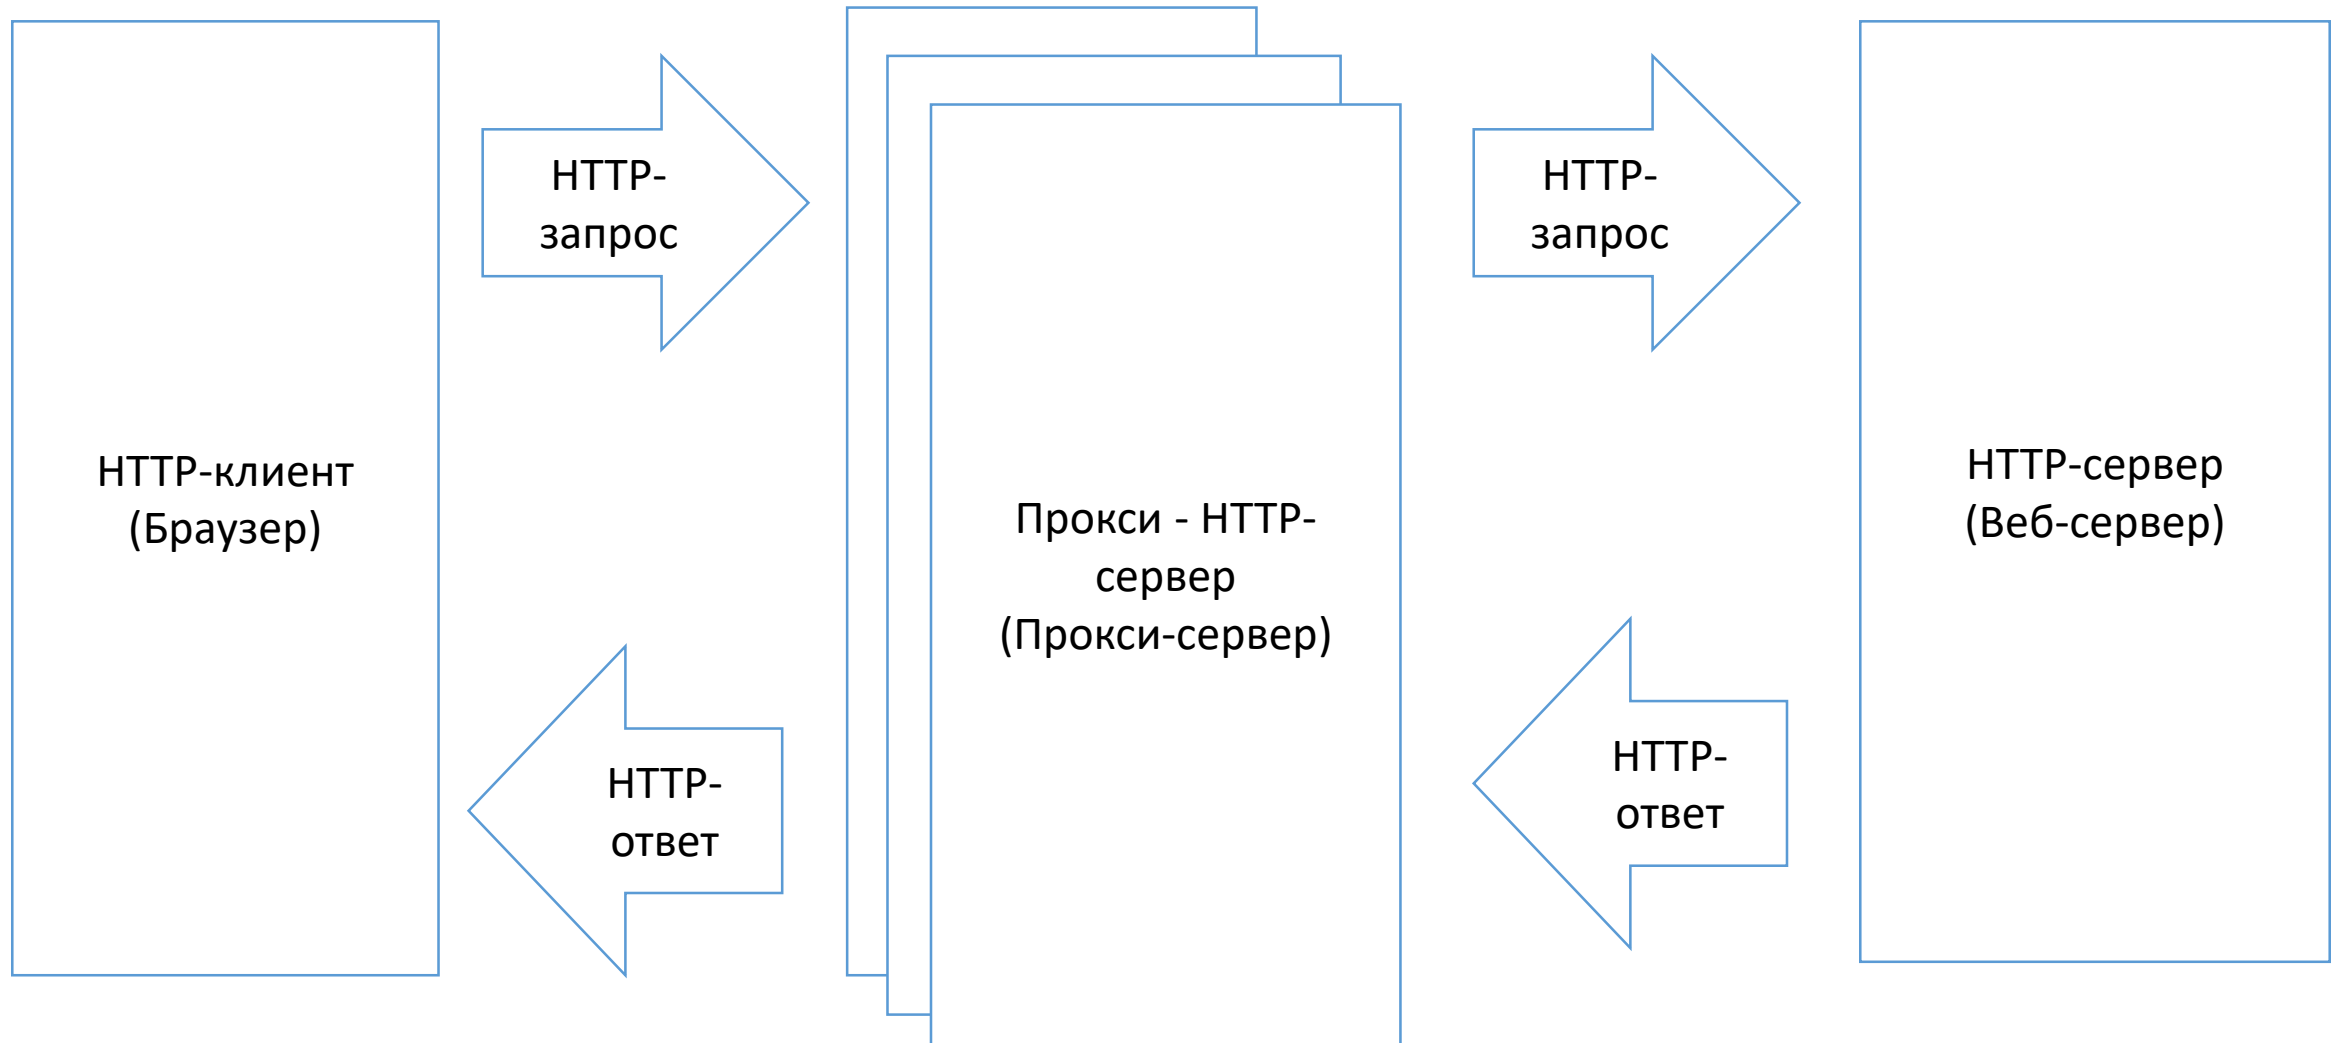 HTTP-клиент
(Браузер)
HTTP-
запрос
HTTP-
ответ
Прокси - HTTP-
сервер
(Прокси-сервер)
HTTP-
запрос
HTTP-
ответ
HTTP-сервер
(Веб-сервер)